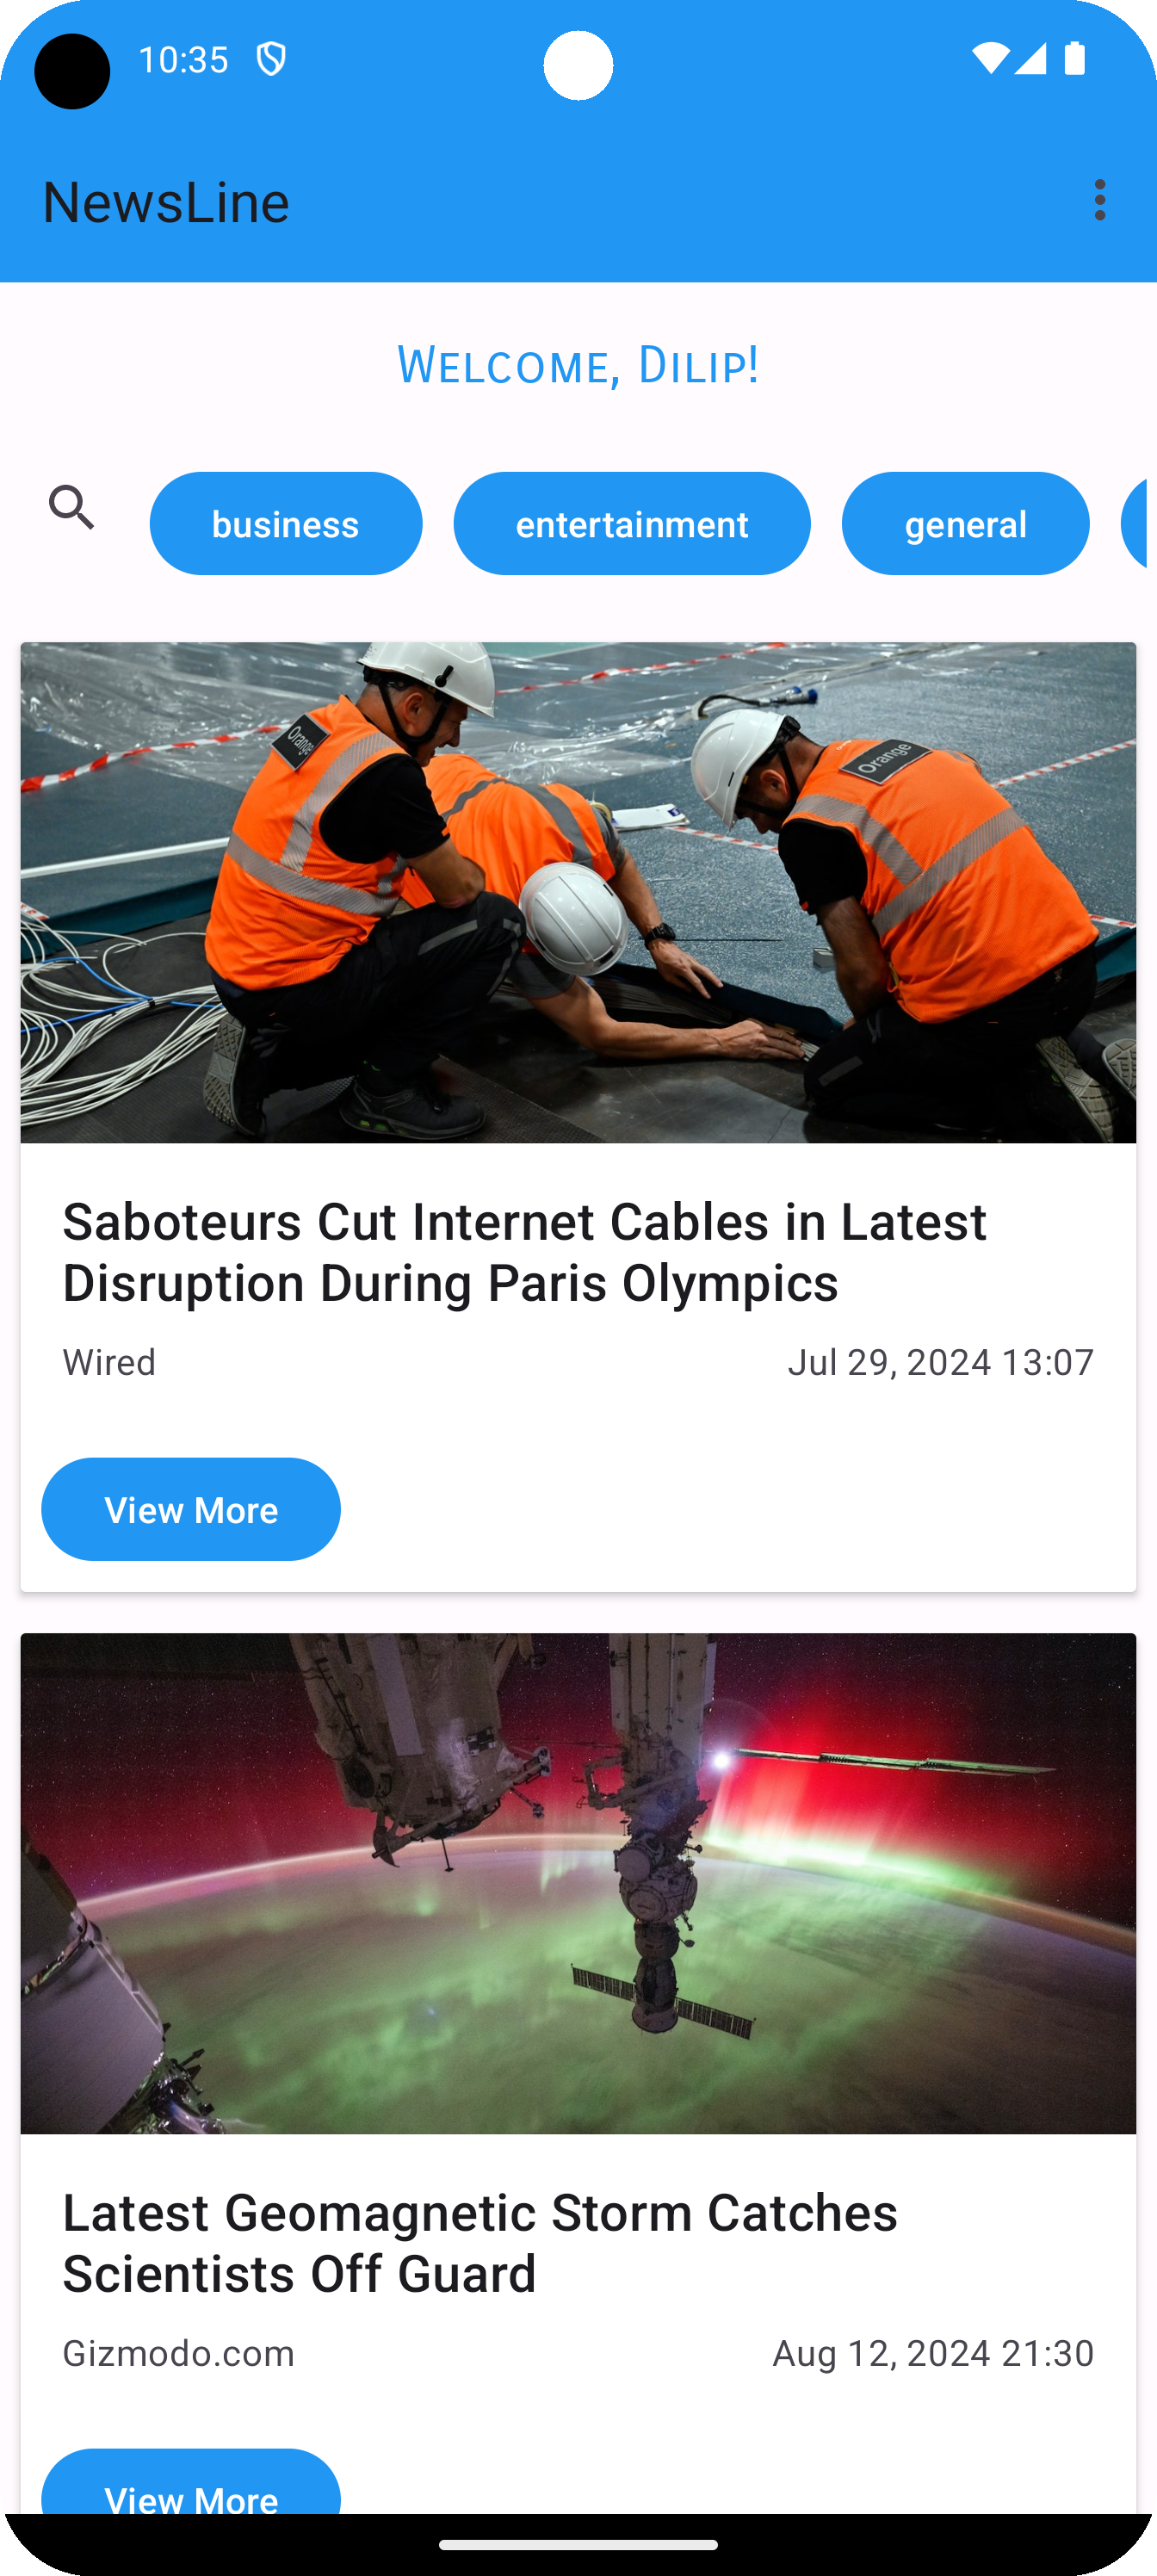 10:35
NewsLine
Welcome, Dilip!
business entertainment general
Orange
Orange
Saboteurs Cut Internet Cables in Latest
Disruption During Paris Olympics
Wired Jul 29, 2024 13:07
View More
Latest Geomagnetic Storm Catches
Scientists Off Guard
Gizmodo.com Aug 12, 2024 21:30
View More